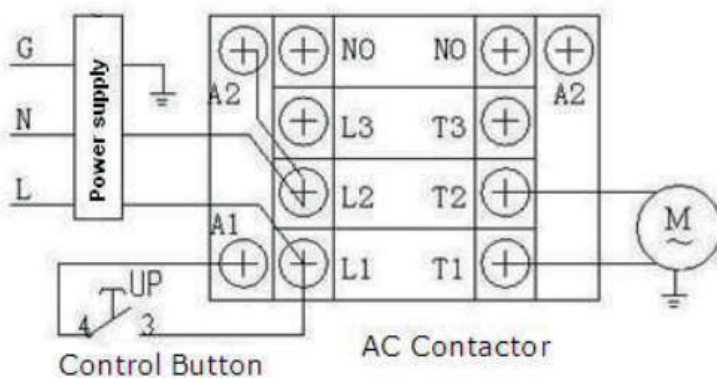 G
N
L
Power supply
A2
NO
NO
A2
L3
T3
L2
T2
A1
L1
T1
M
~
UP
4
3
Control Button
AC Contactor